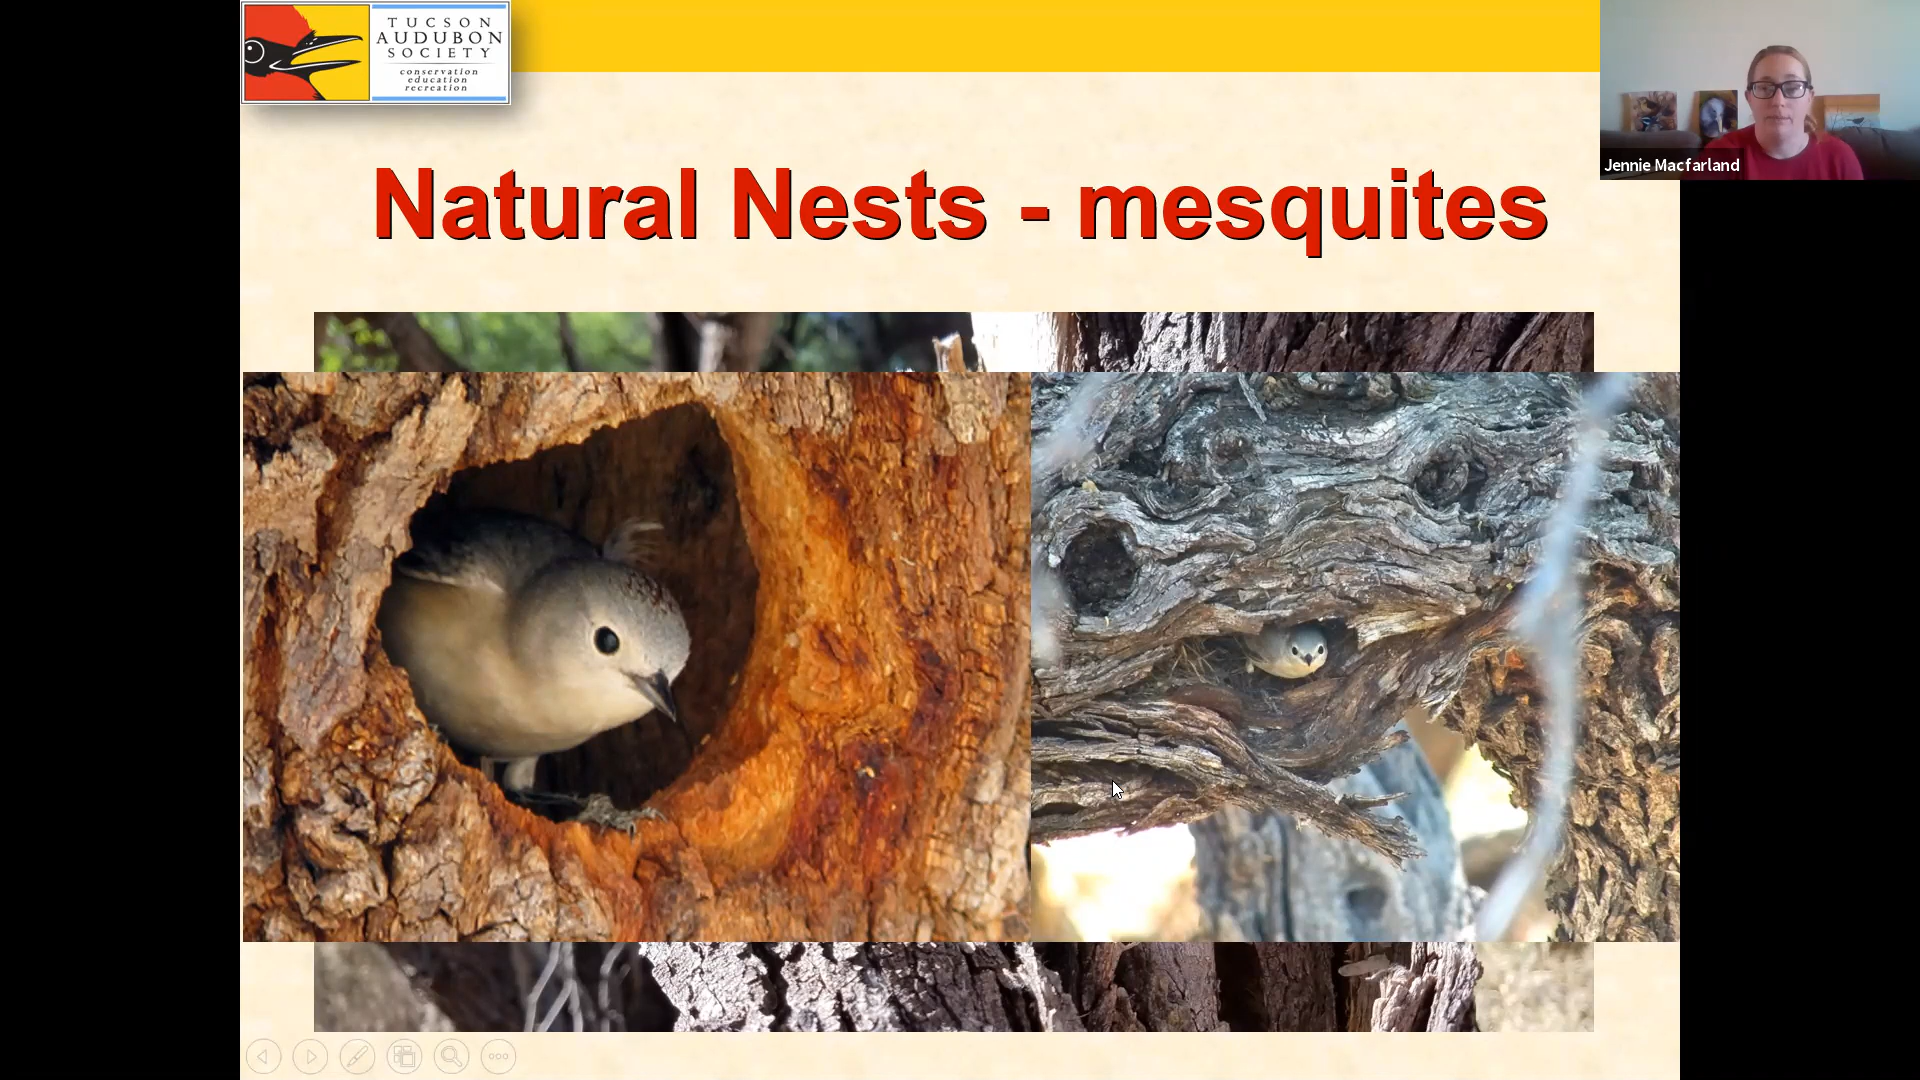 TUCSON
AUDUBON
SOCIETY
conservation
education
recreation
Jennie Macfarland
Natural Nests - mesquites